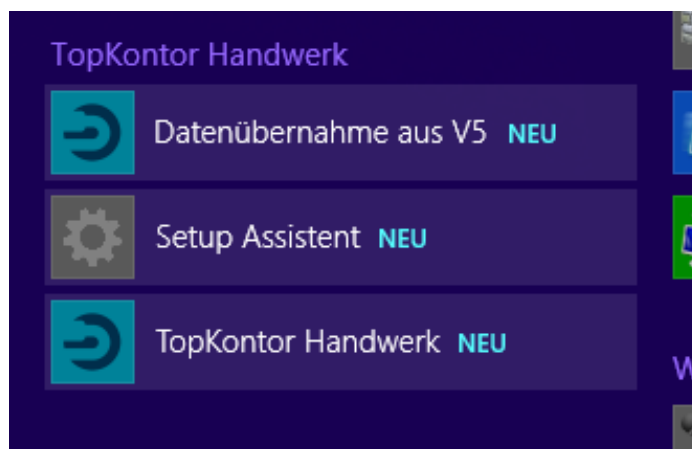 TopKontor Handwerk
Datenübernahme aus V5 NEU
Setup Assistent NEU
TopKontor Handwerk NEU